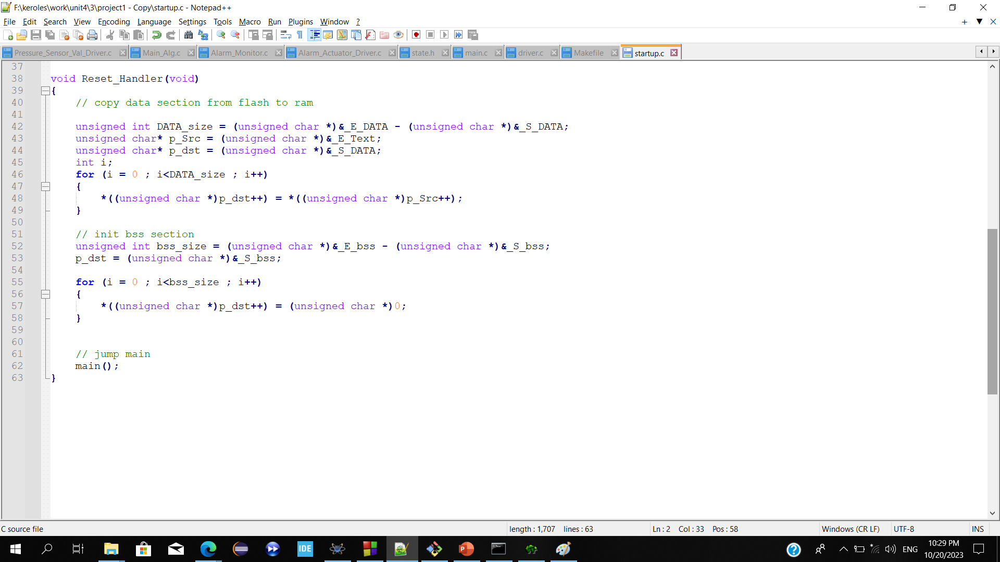 F:\keroles\work\unit4\3\project1 - Copy\startup.c - Notepad++
File Edit Search View Encoding Language Settings Tools Macro Run Plugins Window ?
Pressure_Sensor_Val_Driver.c Main_Alg.c Alarm_Monitor.c Alarm_Actuator_Driver.c state.h main.c driver.c Makefile startup.c
37
38 void Reset_Handler(void)
39 {
40 // copy data section from flash to ram
41
42 unsigned int DATA_size = (unsigned char *)&_E_DATA - (unsigned char *)&_S_DATA;
43 unsigned char* p_Src = (unsigned char *)&_E_Text;
44 unsigned char* p_dst = (unsigned char *)&_S_DATA;
45 int i;
46 for (i = 0 ; i<DATA_size ; i++)
47 {
48 *((unsigned char *)p_dst++) = *((unsigned char *)p_Src++);
49 }
50
51 // init bss section
52 unsigned int bss_size = (unsigned char *)&_E_bss - (unsigned char *)&_S_bss;
53 p_dst = (unsigned char *)&_S_bss;
54
55 for (i = 0 ; i<bss_size ; i++)
56 {
57 *((unsigned char *)p_dst++) = (unsigned char *)0;
58 }
59
60
61 // jump main
62 main();
63 }
C source file length : 1,707 lines : 63 Ln : 2 Col : 33 Pos : 58 Windows (CR LF) UTF-8 INS
IDE ENG 10:29 PM
10/20/2023